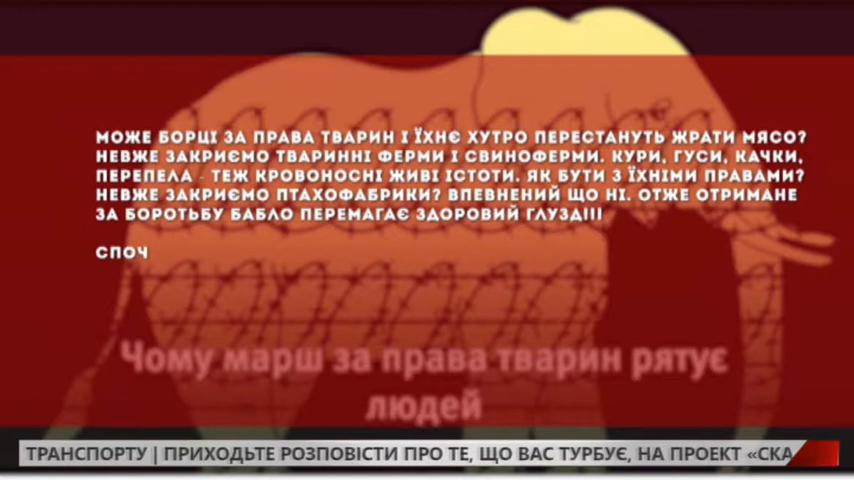 МОЖЕ БОРЦІ ЗА ПРАВА ТВАРИН І ЇХНЄ ХУТРО ПЕРЕСТАНУТЬ ЖРАТИ МЯСО?
НЕВЖЕ ЗАКРИЄМО ТВАРИННІ ФЕРМИ І СВИНОФЕРМИ. КУРИ, ГУСИ, КАЧКИ,
ПЕРЕПЕЛА - ТЕЖ КРОВОНОСНІ ЖИВІ ІСТОТИ. ЯК БУТИ З ЇХНІМИ ПРАВАМИ?
НЕВЖЕ ЗАКРИЄМО ПТАХОФАБРИКИ? ВПЕВНЕНИЙ ЩО НІ. ОТЖЕ ОТРИМАНЕ
ЗА БОРОТЬБУ БАБЛО ПЕРЕМАГАЄ ЗДОРОВИЙ ГЛУЗД!!!
СПОЧ
Чому марш за права тварин рятує
людей
ТРАНСПОРТУ | ПРИХОДЬТЕ РОЗПОВІСТИ ПРО ТЕ, ЩО ВАС ТУРБУЄ, НА ПРОЕКТ «СКА